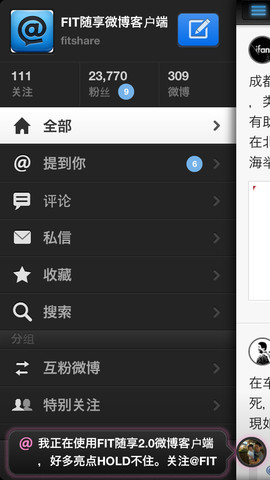 FIT随享微博客户端
fitshare
111
关注
23,770
粉丝 9
309
微博
全部
@ 提到你 6
评论
私信
收藏
搜索
分组
互粉微博
特别关注
@ 我正在使用FIT随享2.0微博客户端
，好多亮点HOLD不住。关注@FIT
ifan
成都
，类
有助
在北
海举
在车
死，
現如